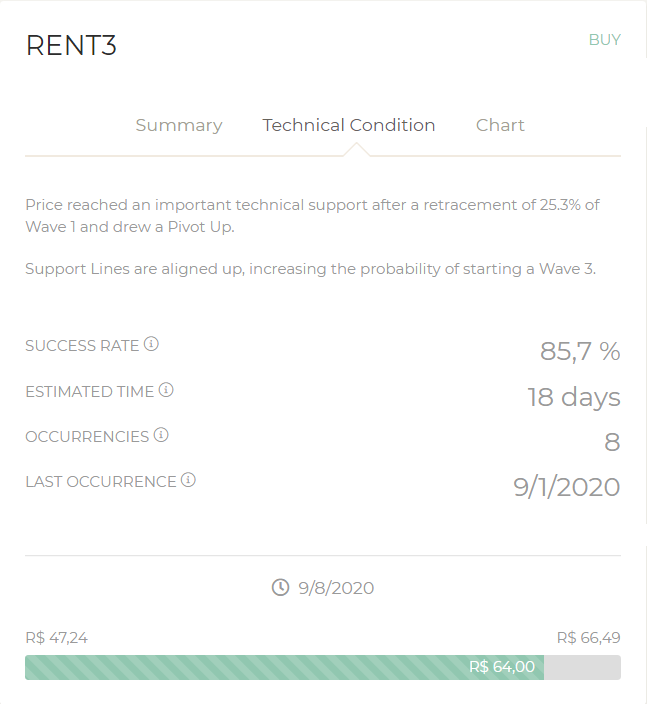 RENT3
BUY
Summary
Technical Condition
Chart
Price reached an important technical support after a retracement of 25.3% of
Wave 1 and drew a Pivot Up.
Support Lines are aligned up, increasing the probability of starting a Wave 3.
SUCCESS RATE
85,7 %
ESTIMATED TIME
18 days
OCCURRENCIES
8
LAST OCCURRENCE
9/1/2020
9/8/2020
R$ 47,24
R$ 66,49
R$ 64,00